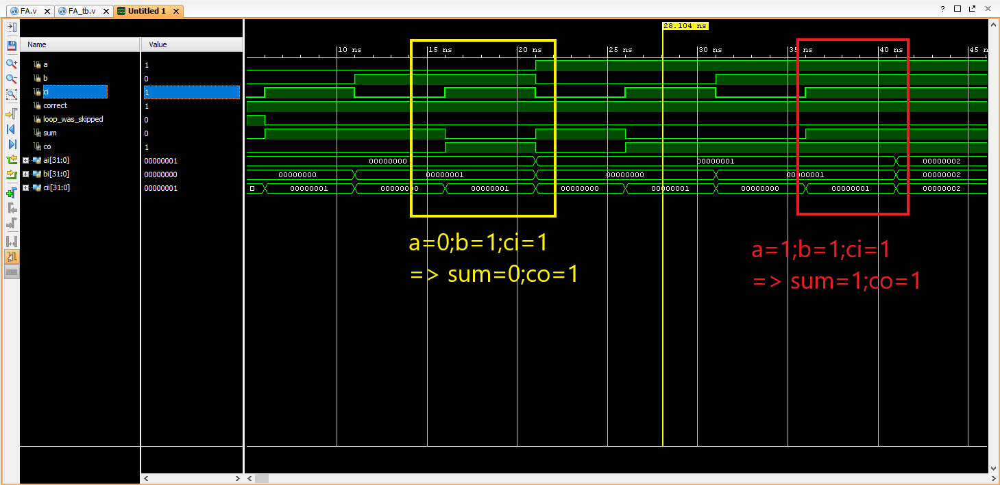 FA.v FA_tb.v Untitled 1
28.104 ns
Name Value
10 ns 15 ns 20 ns 25 ns 30 ns 35 ns 40 ns 45 n
a 1
b 0
ci 1
correct 1
loop_was_skipped 0
sum 0
co 1
ai[31:0] 00000001 00000000 00000001 00000002
bi[31:0] 00000000 00000000 00000001 00000000 00000001 00000002
cii[31:0] 00000001 00000001 00000000 00000001 00000000 00000001 00000000 00000001 00000002
a=0;b=1;ci=1
=> sum=0;co=1
a=1;b=1;ci=1
=> sum=1;co=1